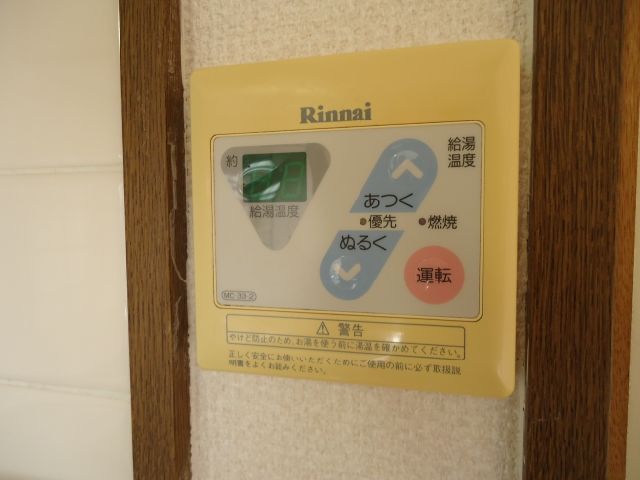 Rinnai
約
給湯温度
給湯
温度
あつく
優先
燃焼
ぬるく
運転
MC-33-2
警告
やけど防止のため、お湯を使う前に湯温を確かめてください。
正しく安全にお使いいただくためにご使用の前に必ず取扱説
明書をよくお読みください。